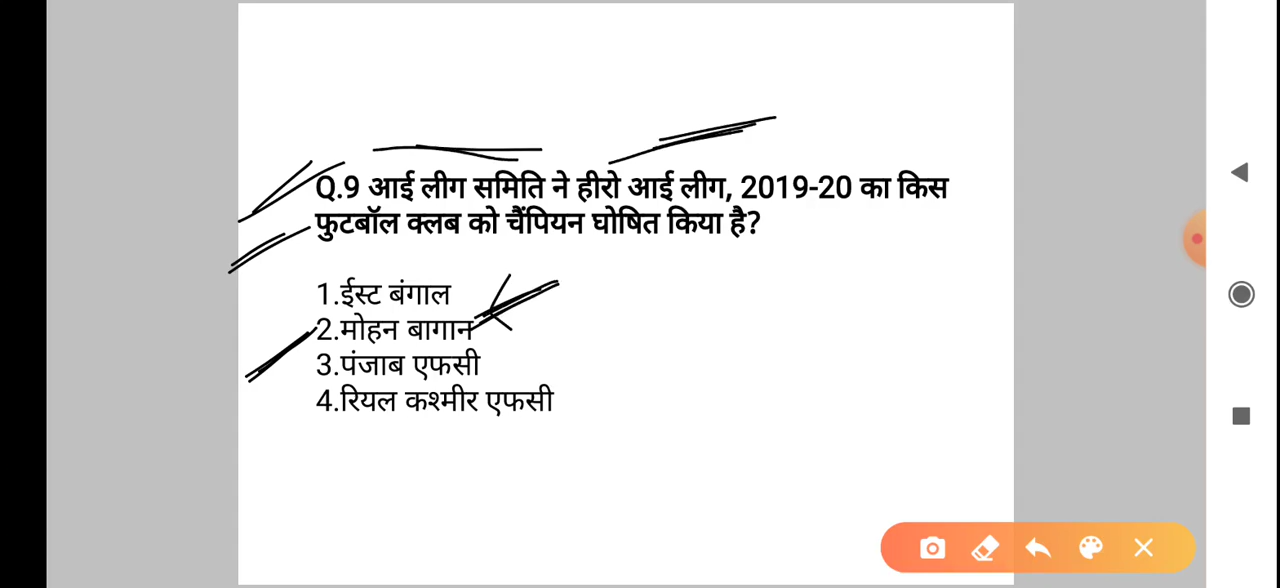 Q.9 आई लीग समिति ने हीरो आई लीग, 2019-20 का किस
फुटबॉल क्लब को चैंपियन घोषित किया है?
1.ईस्ट बंगाल
2.मोहन बागान
3.पंजाब एफसी
4.रियल कश्मीर एफसी